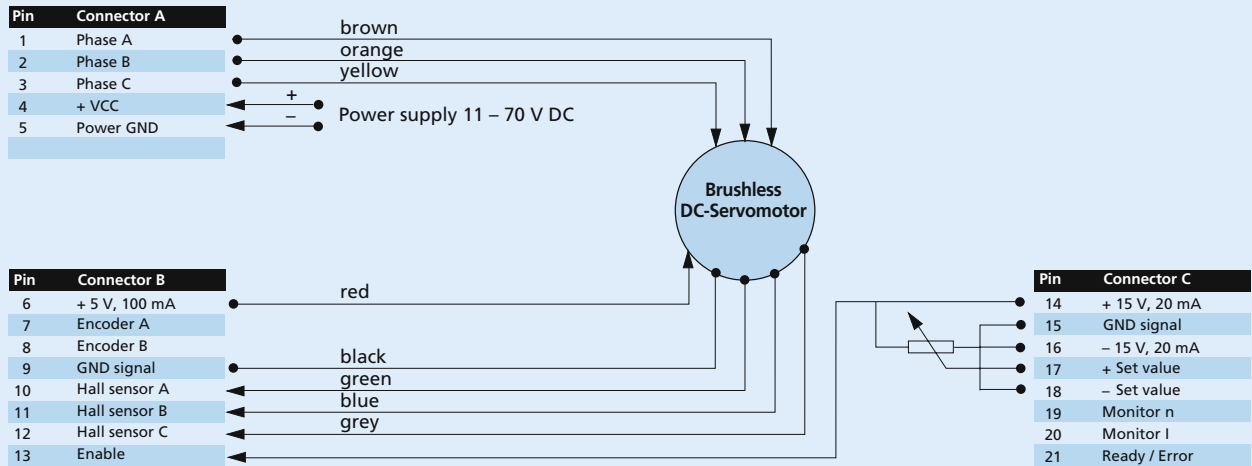 Pin Connector A
1 Phase A
2 Phase B
3 Phase C
4 + VCC
5 Power GND
brown
orange
yellow
+
–
Power supply 11 – 70 V DC
Brushless
DC-Servomotor
Pin Connector B
6 + 5 V, 100 mA
7 Encoder A
8 Encoder B
9 GND signal
10 Hall sensor A
11 Hall sensor B
12 Hall sensor C
13 Enable
red
black
green
blue
grey
Pin Connector C
14 + 15 V, 20 mA
15 GND signal
16 – 15 V, 20 mA
17 + Set value
18 – Set value
19 Monitor n
20 Monitor I
21 Ready / Error